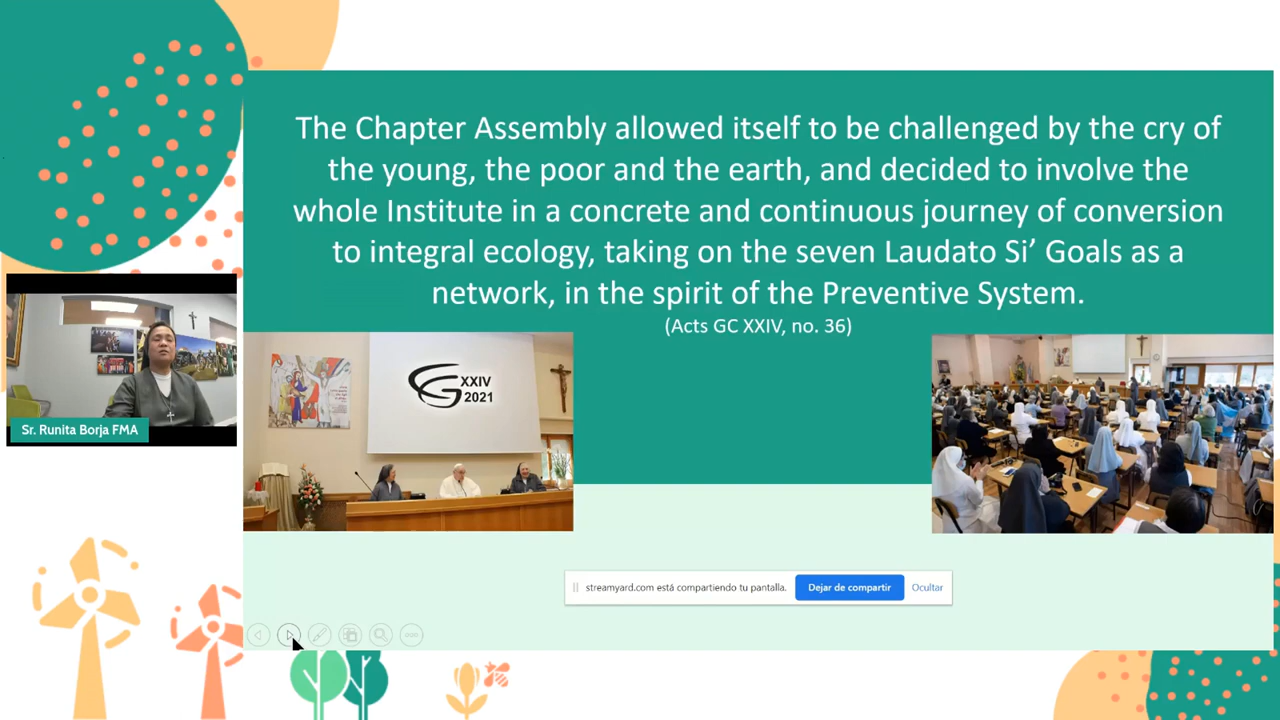 The Chapter Assembly allowed itself to be challenged by the cry of
the young, the poor and the earth, and decided to involve the
whole Institute in a concrete and continuous journey of conversion
to integral ecology, taking on the seven Laudato Si’ Goals as a
network, in the spirit of the Preventive System.
(Acts GC XXIV, no. 36)
CG XXIV
2021
Sr. Runita Borja FMA
streamyard.com está compartiendo tu pantalla.
Dejar de compartir
Ocultar